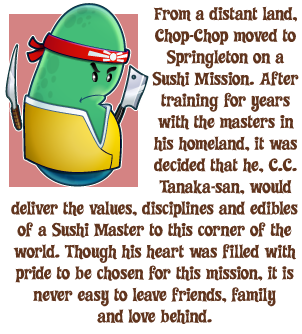 From a distant land,
Chop-Chop moved to
Springleton on a
Sushi Mission. After
training for years
with the masters in
his homeland, it was
decided that he, C.C.
Tanaka-san, would
deliver the values, disciplines and edibles
of a Sushi Master to this corner of the
world. Though his heart was filled with
pride to be chosen for this mission, it is
never easy to leave friends, family
and love behind.